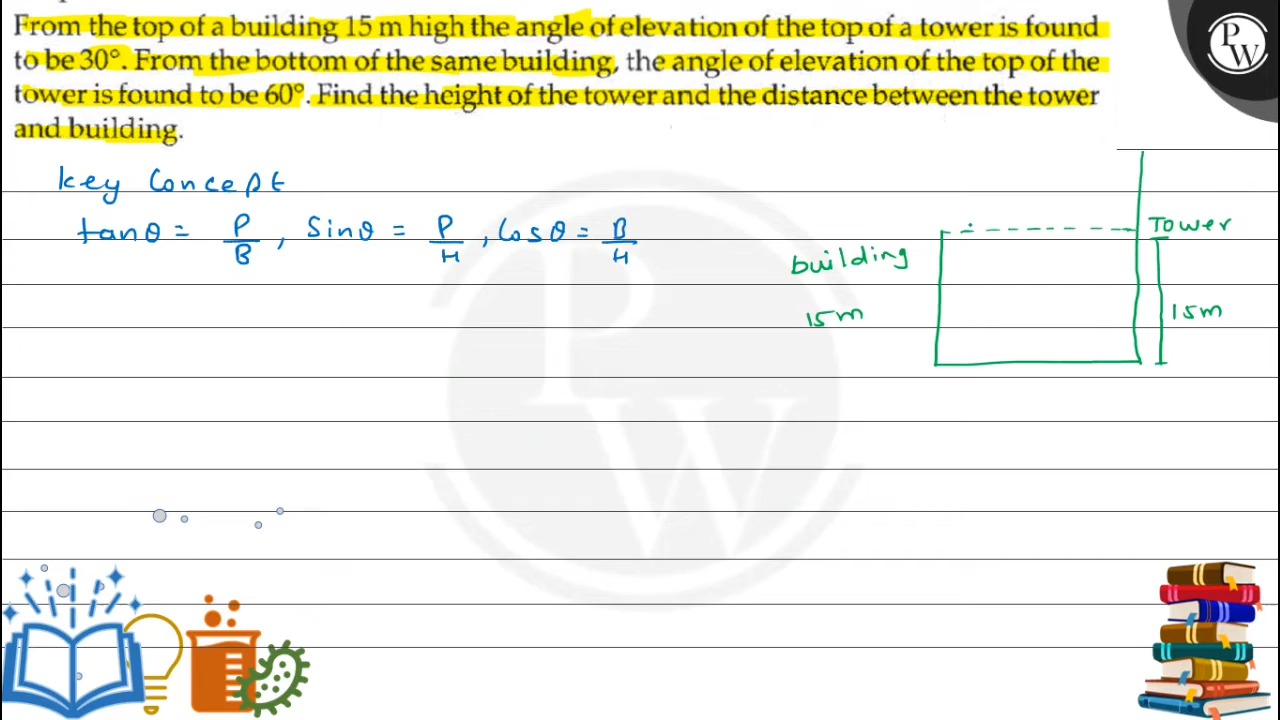 From the top of a building 15 m high the angle of elevation of the top of a tower is found
to be 30°. From the bottom of the same building, the angle of elevation of the top of the
tower is found to be 60°. Find the height of the tower and the distance between the tower
and building.
PW
key Concept
tanθ = P/B, Sinθ = P/H, Cosθ = B/H
Tower
building
15m
15m
PW